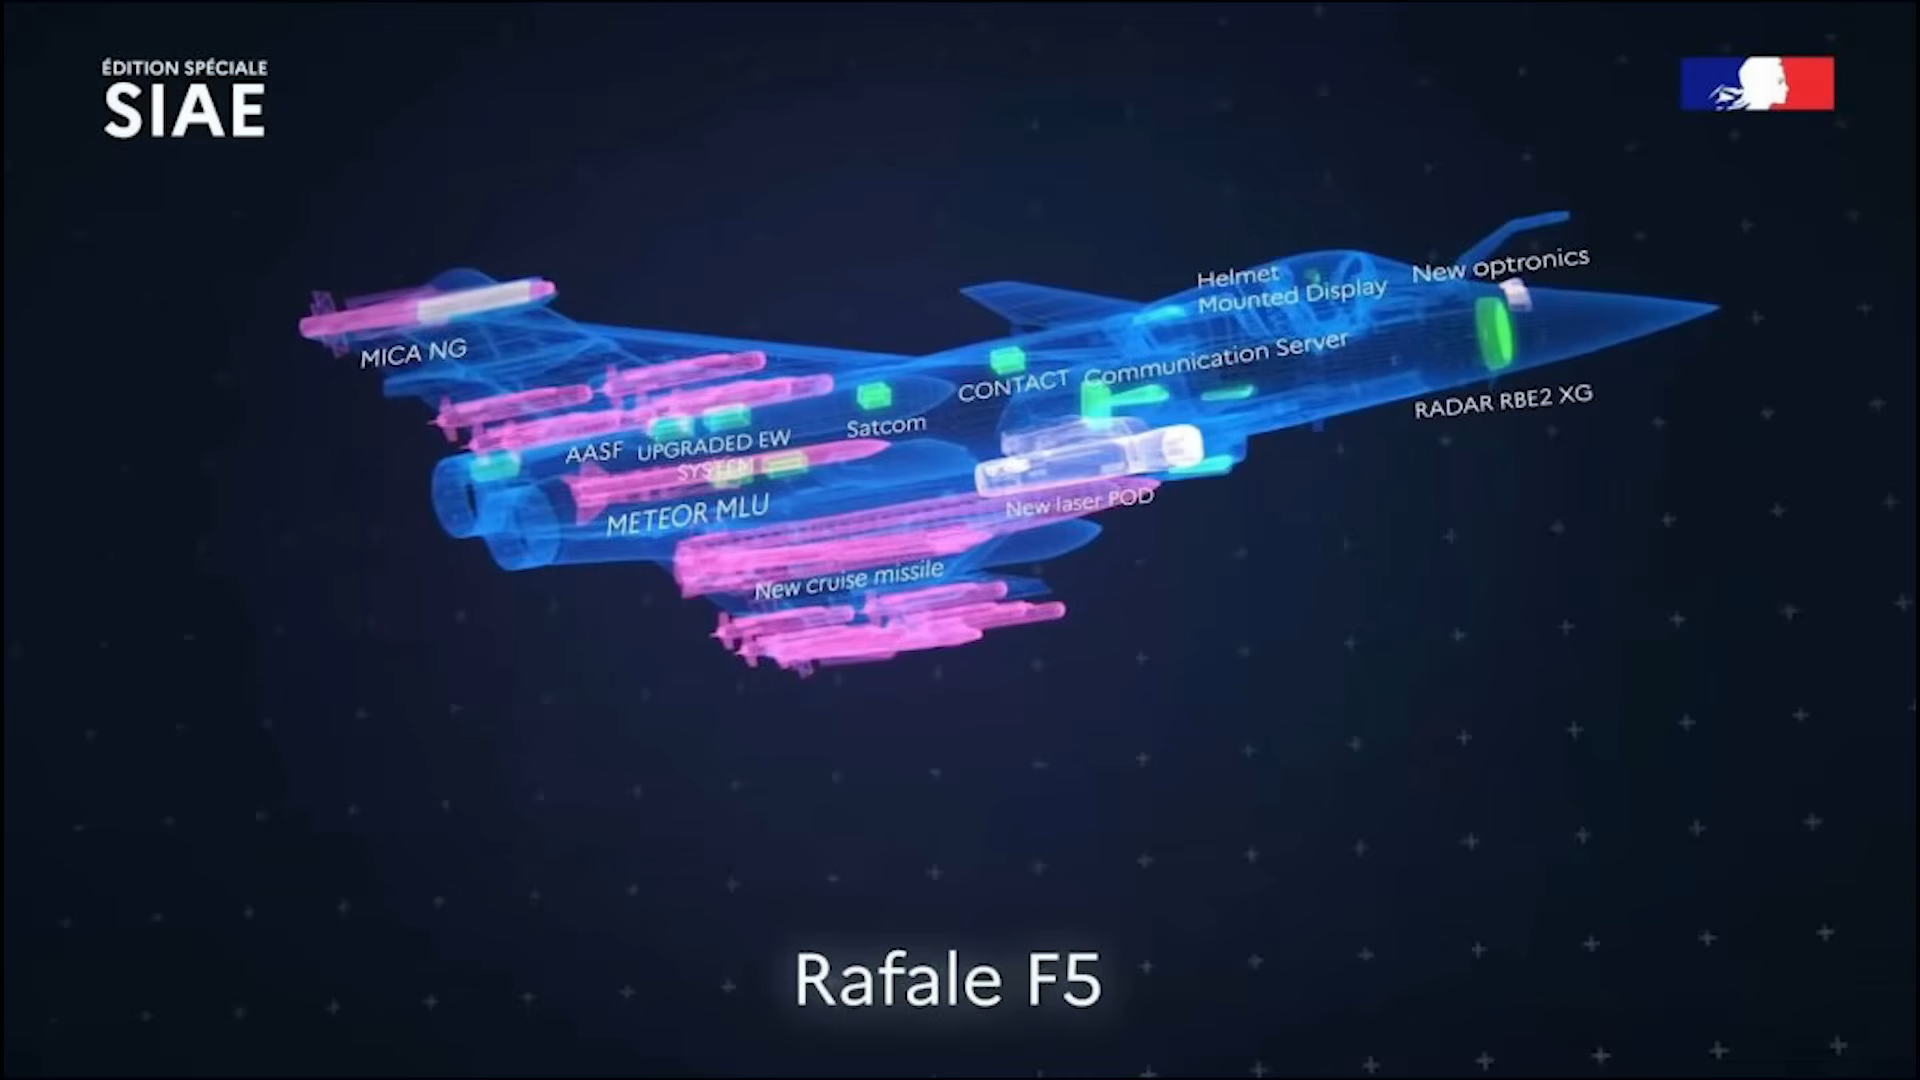 ÉDITION SPÉCIALE
SIAE
Helmet
Mounted Display
New optronics
MICA NG
CONTACT
Communication Server
RADAR RBE2 XG
Satcom
AASF
UPGRADED EW
SYSTEM
METEOR MLU
New laser POD
New cruise missile
Rafale F5